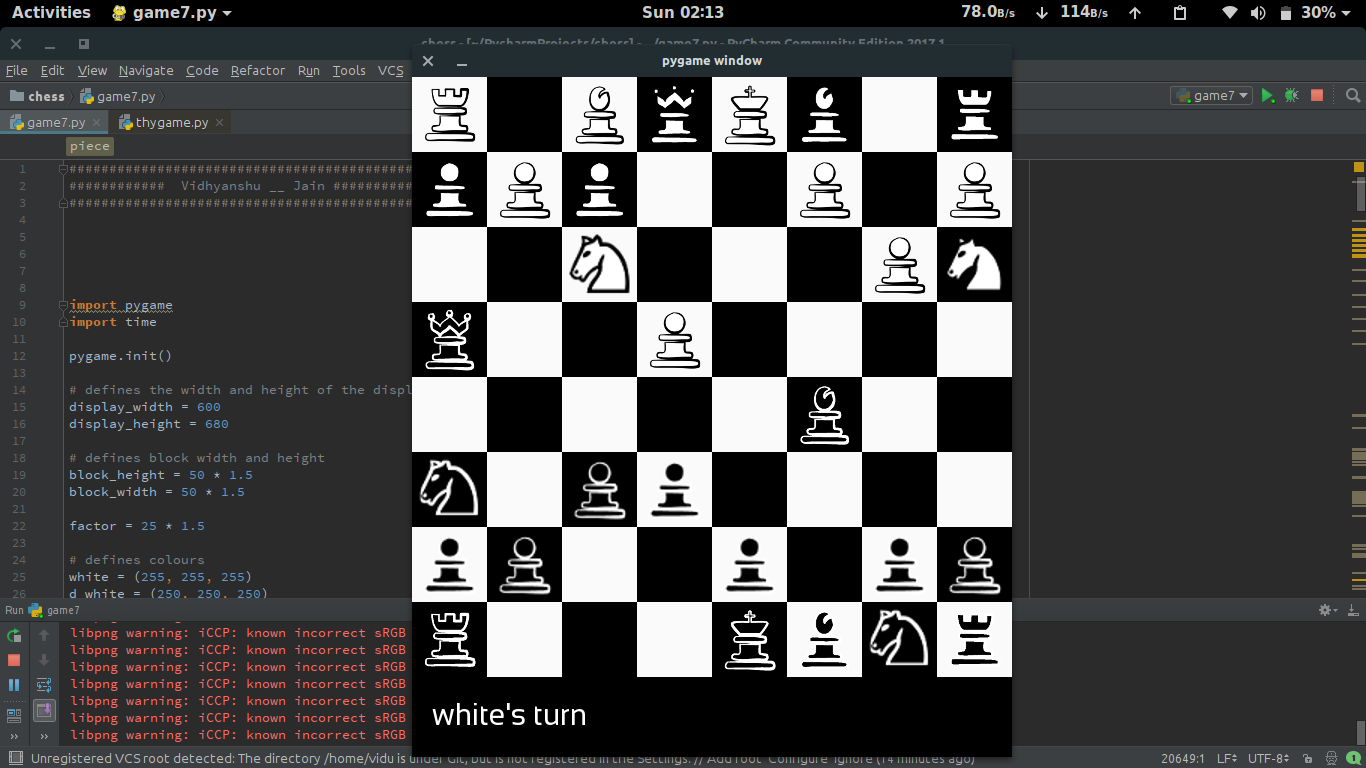 Activities game7.py Sun 02:13 78.0B/s 114B/s 30%
pygame window
File Edit View Navigate Code Refactor Run Tools VCS
chess game7.py game7
game7.py thygame.py
piece
1 ##########################################
2 ############ Vidhyanshu __ Jain ##########
3 ##########################################
4
5
6
7
8
9 import pygame
10 import time
11
12 pygame.init()
13
14 # defines the width and height of the displ
15 display_width = 600
16 display_height = 680
17
18 # defines block width and height
19 block_height = 50 * 1.5
20 block_width = 50 * 1.5
21
22 factor = 25 * 1.5
23
24 # defines colours
25 white = (255, 255, 255)
26 d_white = (250, 250, 250)
Run game7
libpng warning: iCCP: known incorrect sRGB
libpng warning: iCCP: known incorrect sRGB
libpng warning: iCCP: known incorrect sRGB
libpng warning: iCCP: known incorrect sRGB
libpng warning: iCCP: known incorrect sRGB
libpng warning: iCCP: known incorrect sRGB
libpng warning: iCCP: known incorrect sRGB
white's turn
Unregistered VCS root detected: The directory /home/vidu is under Git, but is not registered in the Settings. // Add root Configure Ignore (14 minutes ago) 20649:1 LF UTF-8 1